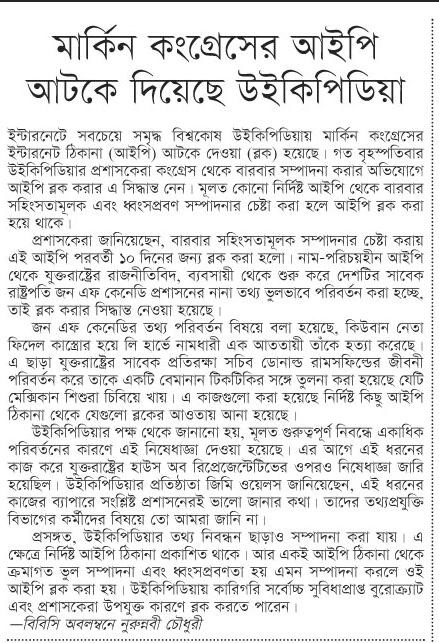 মার্কিন কংগ্রেসের আইপি
আটকে দিয়েছে উইকিপিডিয়া
ইন্টারনেটে সবচেয়ে সমৃদ্ধ বিশ্বকোষ উইকিপিডিয়ায় মার্কিন কংগ্রেসের
ইন্টারনেট ঠিকানা (আইপি) আটকে দেওয়া (ব্লক) হয়েছে। গত বৃহস্পতিবার
উইকিপিডিয়ার প্রশাসকেরা কংগ্রেস থেকে বারবার সম্পাদনা করার অভিযোগে
আইপি ব্লক করার এ সিদ্ধান্ত নেন। মূলত কোনো নির্দিষ্ট আইপি থেকে বারবার
সহিংসতামূলক এবং ধ্বংসপ্রবণ সম্পাদনার চেষ্টা করা হলে আইপি ব্লক করা
হয়ে থাকে।
প্রশাসকেরা জানিয়েছেন, বারবার সহিংসতামূলক সম্পাদনার চেষ্টা করায়
এই আইপি পরবর্তী ১০ দিনের জন্য ব্লক করা হলো। নাম-পরিচয়হীন আইপি
থেকে যুক্তরাষ্ট্রের রাজনীতিবিদ, ব্যবসায়ী থেকে শুরু করে দেশটির সাবেক
রাষ্ট্রপতি জন এফ কেনেডি প্রশাসনের নানা তথ্য ভুলভাবে পরিবর্তন করা হচ্ছে,
তাই ব্লক করার সিদ্ধান্ত নেওয়া হয়েছে।
জন এফ কেনেডির তথ্য পরিবর্তন বিষয়ে বলা হয়েছে, কিউবান নেতা
ফিদেল কাস্ত্রোর হয়ে লি হার্ভে নামধারী এক আততায়ী তাঁকে হত্যা করেছে।
এ ছাড়া যুক্তরাষ্ট্রের সাবেক প্রতিরক্ষা সচিব ডোনাল্ড রামসফিল্ডের জীবনী
পরিবর্তন করে তাকে একটি বেমানান টিকটিকির সঙ্গে তুলনা করা হয়েছে যেটি
মেক্সিকান শিশুরা চিবিয়ে খায়। এ কাজগুলো করা হয়েছে নির্দিষ্ট কিছু আইপি
ঠিকানা থেকে যেগুলো ব্লকের আওতায় আনা হয়েছে।
উইকিপিডিয়ার পক্ষ থেকে জানানো হয়, মূলত গুরুত্বপূর্ণ নিবন্ধে একাধিক
পরিবর্তনের কারণে এই নিষেধাজ্ঞা দেওয়া হয়েছে। এর আগে এই ধরনের
কাজ করে যুক্তরাষ্ট্রের হাউস অব রিপ্রেজেন্টেটিভের ওপরও নিষেধাজ্ঞা জারি
হয়েছিল। উইকিপিডিয়ার প্রতিষ্ঠাতা জিমি ওয়েলস জানিয়েছেন, এই ধরনের
কাজের ব্যাপারে সংশ্লিষ্ট প্রশাসনেরই ভালো জানার কথা। তাদের তথ্যপ্রযুক্তি
বিভাগের কর্মীদের বিষয়ে তো আমরা জানি না।
প্রসঙ্গত, উইকিপিডিয়ার তথ্য নিবন্ধন ছাড়াও সম্পাদনা করা যায়। এ
ক্ষেত্রে নির্দিষ্ট আইপি ঠিকানা প্রকাশিত থাকে। আর একই আইপি ঠিকানা থেকে
ক্রমাগত ভুল সম্পাদনা এবং ধ্বংসপ্রবণতা হয় এমন সম্পাদনা করলে ওই
আইপি ব্লক করা হয়। উইকিপিডিয়ায় কারিগরি সর্বোচ্চ সুবিধাপ্রাপ্ত বুরোক্র্যাট
এবং প্রশাসকেরা উপযুক্ত কারণে ব্লক করতে পারেন।
—বিবিসি অবলম্বনে নুরুন্নবী চৌধুরী